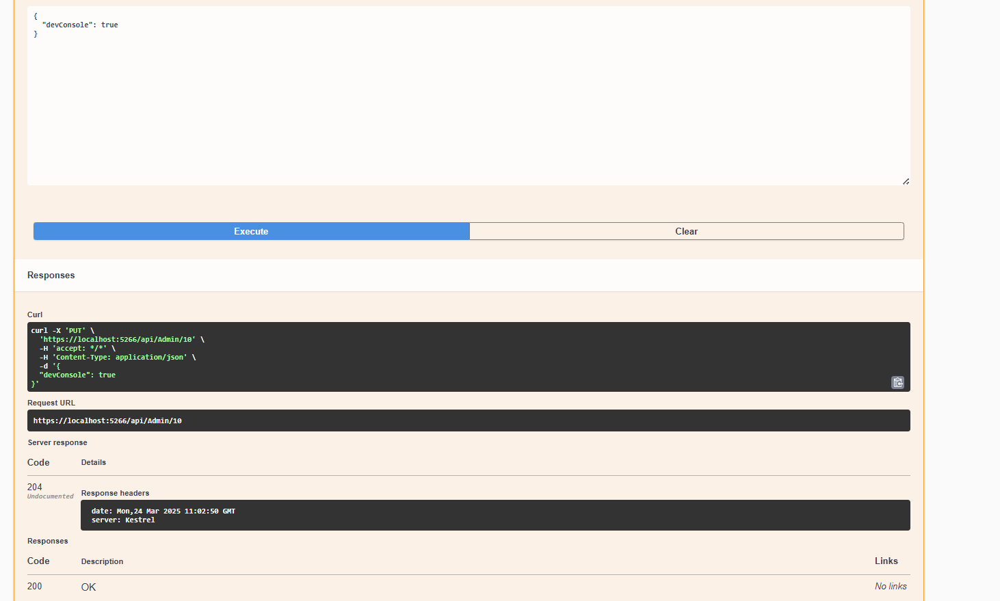 {
  "devConsole": true
}
Execute
Clear
Responses
Curl
curl -X 'PUT' \
  'https://localhost:5266/api/Admin/10' \
  -H 'accept: */*' \
  -H 'Content-Type: application/json' \
  -d '{
  "devConsole": true
}'
Request URL
https://localhost:5266/api/Admin/10
Server response
Code Details
204
Undocumented
Response headers
date: Mon,24 Mar 2025 11:02:50 GMT
server: Kestrel
Responses
Code Description Links
200 OK No links